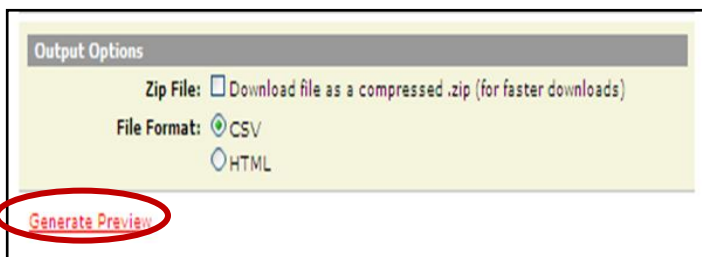 Output Options
Zip File: Download file as a compressed .zip (for faster downloads)
File Format: CSV
HTML
Generate Preview